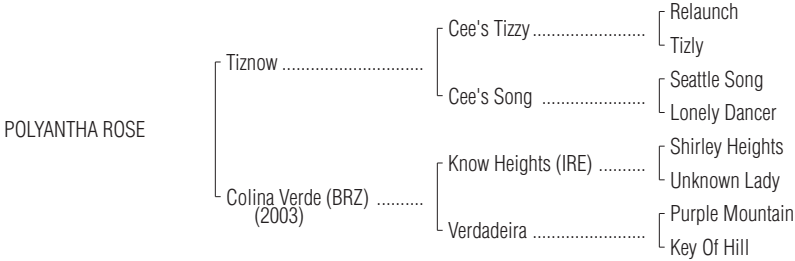 Relaunch
Cee's Tizzy ........................
Tizly
Tiznow ..............................
Seattle Song
Cee's Song ......................
Lonely Dancer
POLYANTHA ROSE
Shirley Heights
Know Heights (IRE) ..........
Unknown Lady
Colina Verde (BRZ) ..........
(2003)
Purple Mountain
Verdadeira ........................
Key Of Hill